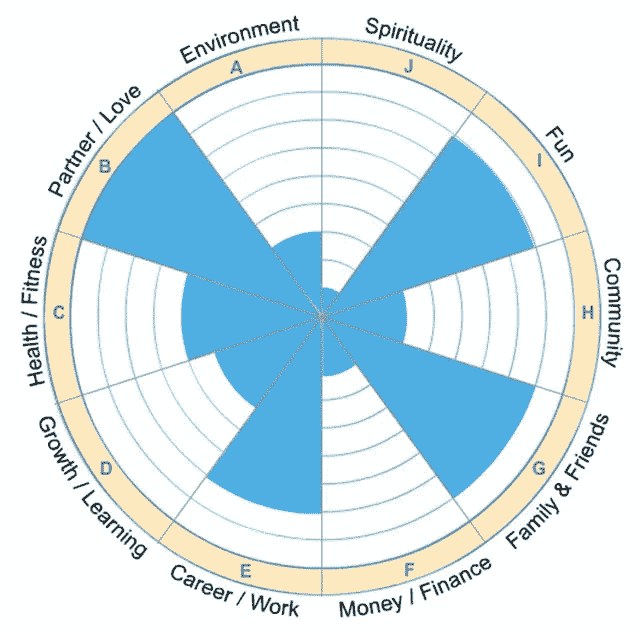 Environment
A
Spirituality
J
Fun
I
Community
H
Family & Friends
G
Money / Finance
F
Career / Work
E
Growth / Learning
D
Health / Fitness
C
Partner / Love
B